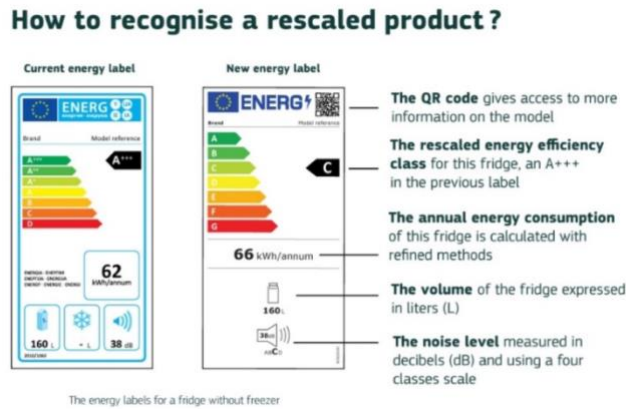 How to recognise a rescaled product?
Current energy label
New energy label
ENERG
Brand
Model reference
A+++
A++
A+
A
B
C
D
A+++
62
kWh/annum
160 L
- L
38 dB
ENERG
Brand
Model reference
A
B
C
D
E
F
G
C
66 kWh/annum
160 L
38dB
ABCD
The QR code gives access to more
information on the model
The rescaled energy efficiency
class for this fridge, an A+++
in the previous label
The annual energy consumption
of this fridge is calculated with
refined methods
The volume of the fridge expressed
in liters (L)
The noise level measured in
decibels (dB) and using a four
classes scale
The energy labels for a fridge without freezer